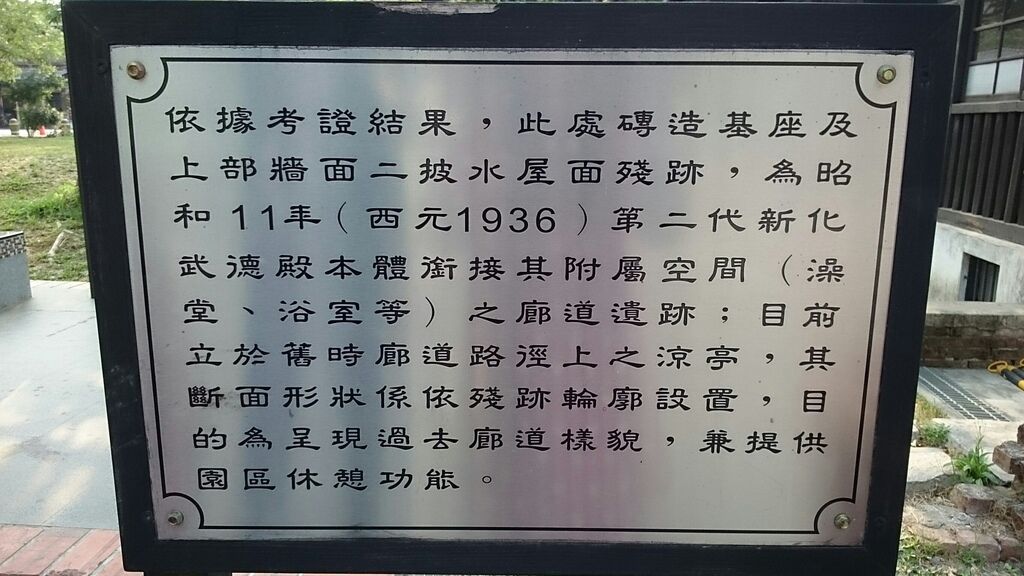 依據考證結果，此處磚造基座及
上部牆面二披水屋面殘跡，為昭
和11年（西元1936）第二代新化
武德殿本體銜接其附屬空間（澡
堂、浴室等）之廊道遺跡；目前
立於舊時廊道路徑上之涼亭，其
斷面形狀係依殘跡輪廓設置，目
的為呈現過去廊道樣貌，兼提供
園區休憩功能。